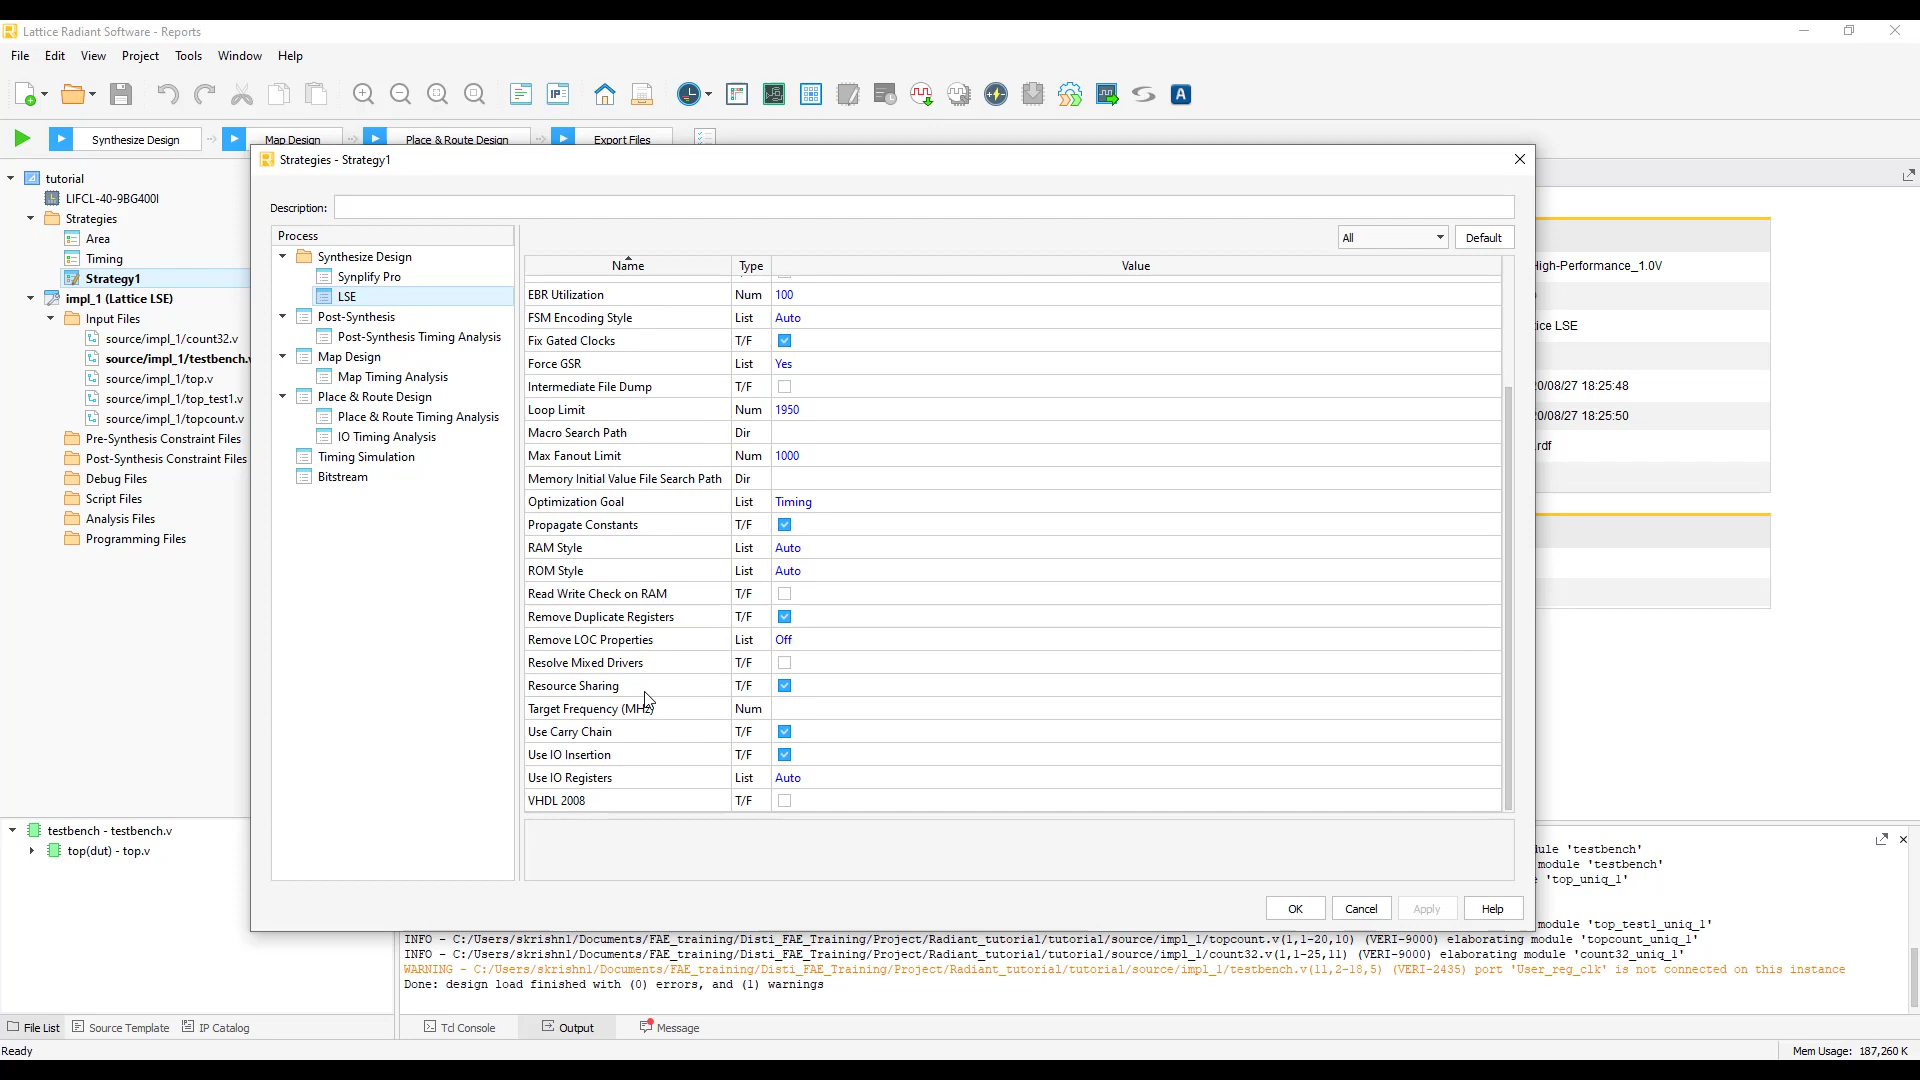 Lattice Radiant Software - Reports
File Edit View Project Tools Window Help
Synthesize Design Map Design Place & Route Design Export Files
tutorial
LIFCL-40-9BG400I
Strategies
Area
Timing
Strategy1
impl_1 (Lattice LSE)
Input Files
source/impl_1/count32.v
source/impl_1/testbench.
source/impl_1/top.v
source/impl_1/top_test1.v
source/impl_1/topcount.v
Pre-Synthesis Constraint Files
Post-Synthesis Constraint Files
Debug Files
Script Files
Analysis Files
Programming Files
Strategies - Strategy1
Description:
Process
Synthesize Design
Synplify Pro
LSE
Post-Synthesis
Post-Synthesis Timing Analysis
Map Design
Map Timing Analysis
Place & Route Design
Place & Route Timing Analysis
IO Timing Analysis
Timing Simulation
Bitstream
All Default
Name Type Value
EBR Utilization Num 100
FSM Encoding Style List Auto
Fix Gated Clocks T/F
Force GSR List Yes
Intermediate File Dump T/F
Loop Limit Num 1950
Macro Search Path Dir
Max Fanout Limit Num 1000
Memory Initial Value File Search Path Dir
Optimization Goal List Timing
Propagate Constants T/F
RAM Style List Auto
ROM Style List Auto
Read Write Check on RAM T/F
Remove Duplicate Registers T/F
Remove LOC Properties List Off
Resolve Mixed Drivers T/F
Resource Sharing T/F
Target Frequency (MHz) Num
Use Carry Chain T/F
Use IO Insertion T/F
Use IO Registers List Auto
VHDL 2008 T/F
OK Cancel Apply Help
High-Performance_1.0V
ice LSE
20/08/27 18:25:48
20/08/27 18:25:50
rdf
testbench - testbench.v
top(dut) - top.v
ule 'testbench'
module 'testbench'
'top_uniq_1'
module 'top_test1_uniq_1'
INFO - C:/Users/skrishnl/Documents/FAE_training/Disti_FAE_Training/Project/Radiant_tutorial/tutorial/source/impl_1/topcount.v(1,1-20,10) (VERI-9000) elaborating module 'topcount_uniq_1'
INFO - C:/Users/skrishnl/Documents/FAE_training/Disti_FAE_Training/Project/Radiant_tutorial/tutorial/source/impl_1/count32.v(1,1-25,11) (VERI-9000) elaborating module 'count32_uniq_1'
WARNING - C:/Users/skrishnl/Documents/FAE_training/Disti_FAE_Training/Project/Radiant_tutorial/tutorial/source/impl_1/testbench.v(11,2-18,5) (VERI-2435) port 'User_reg_clk' is not connected on this instance
Done: design load finished with (0) errors, and (1) warnings
File List Source Template IP Catalog
Tcl Console Output Message
Ready
Mem Usage: 187,260 K